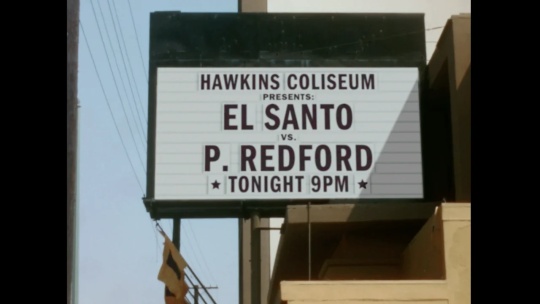 HAWKINS COLISEUM
PRESENTS:
EL SANTO
VS.
P. REDFORD
★ TONIGHT 9PM ★